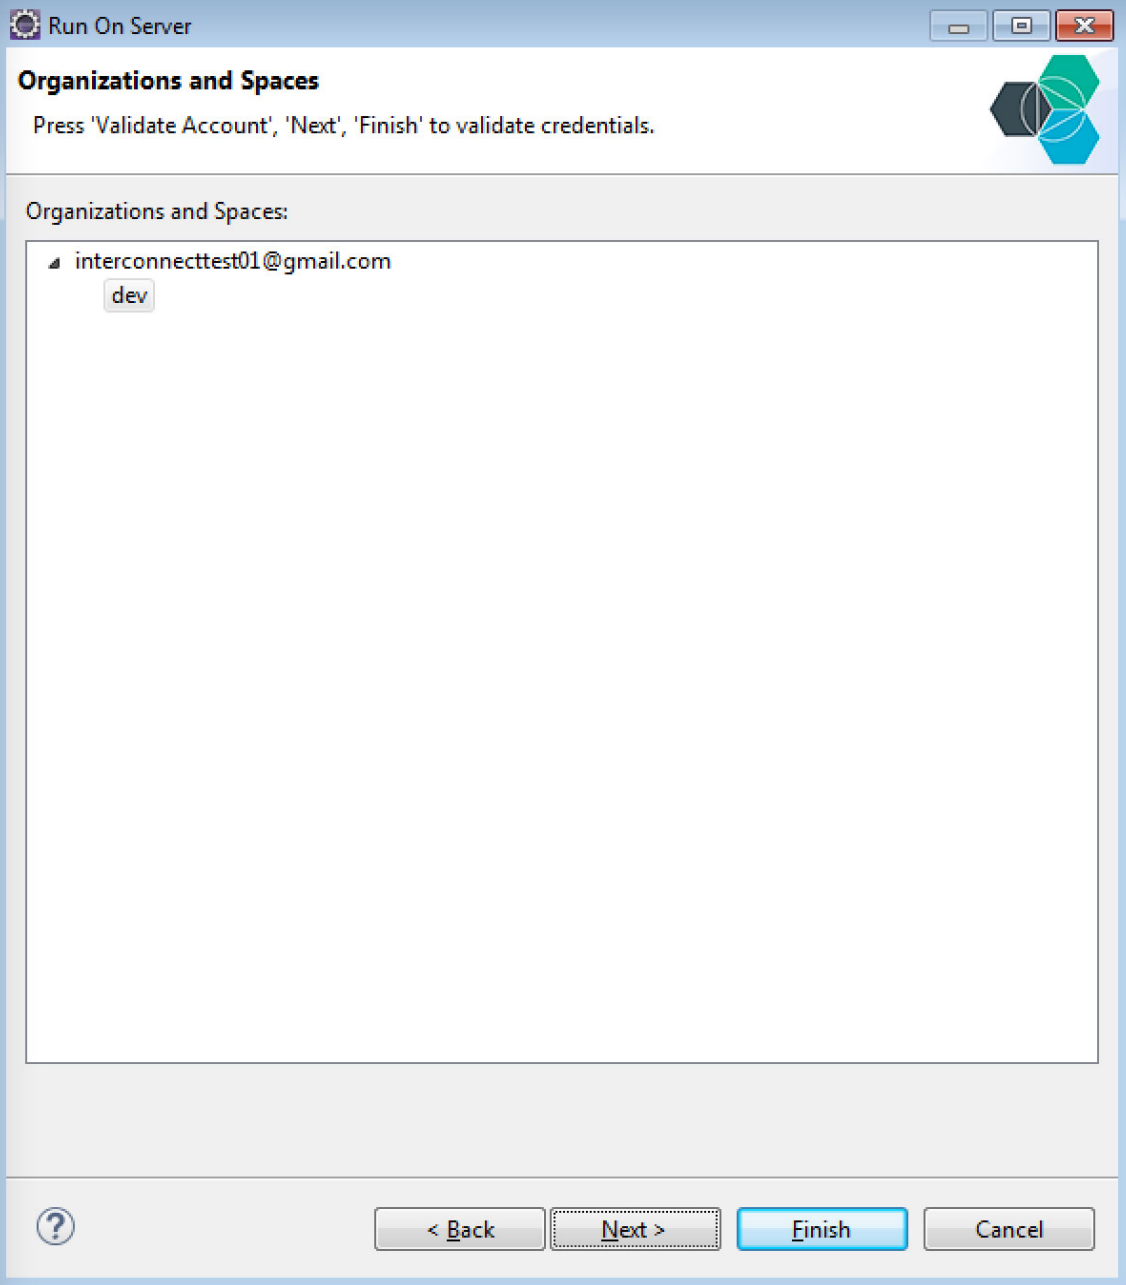 Run On Server
Organizations and Spaces
Press 'Validate Account', 'Next', 'Finish' to validate credentials.
Organizations and Spaces:
interconnecttest01@gmail.com
dev
?
< Back
Next >
Finish
Cancel